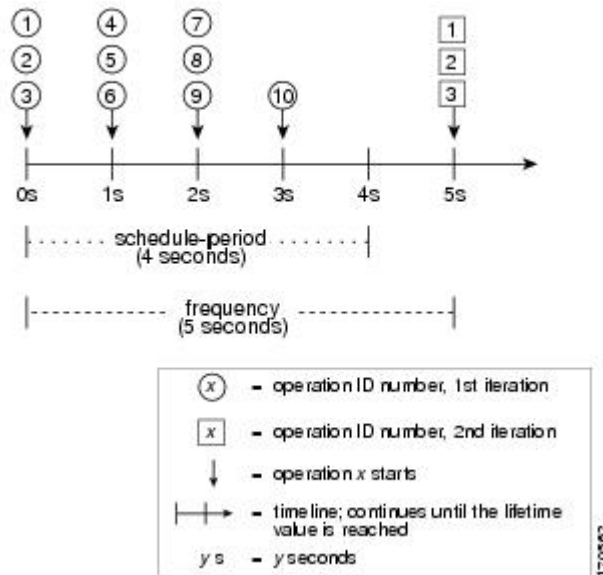 1 4 7 1
2 5 8 2
3 6 9 10 3
0s 1s 2s 3s 4s 5s
schedule-period
(4 seconds)
frequency
(5 seconds)
x = operation ID number, 1st iteration
x = operation ID number, 2nd iteration
= operation x starts
= timeline; continues until the lifetime
value is reached
y s = y seconds